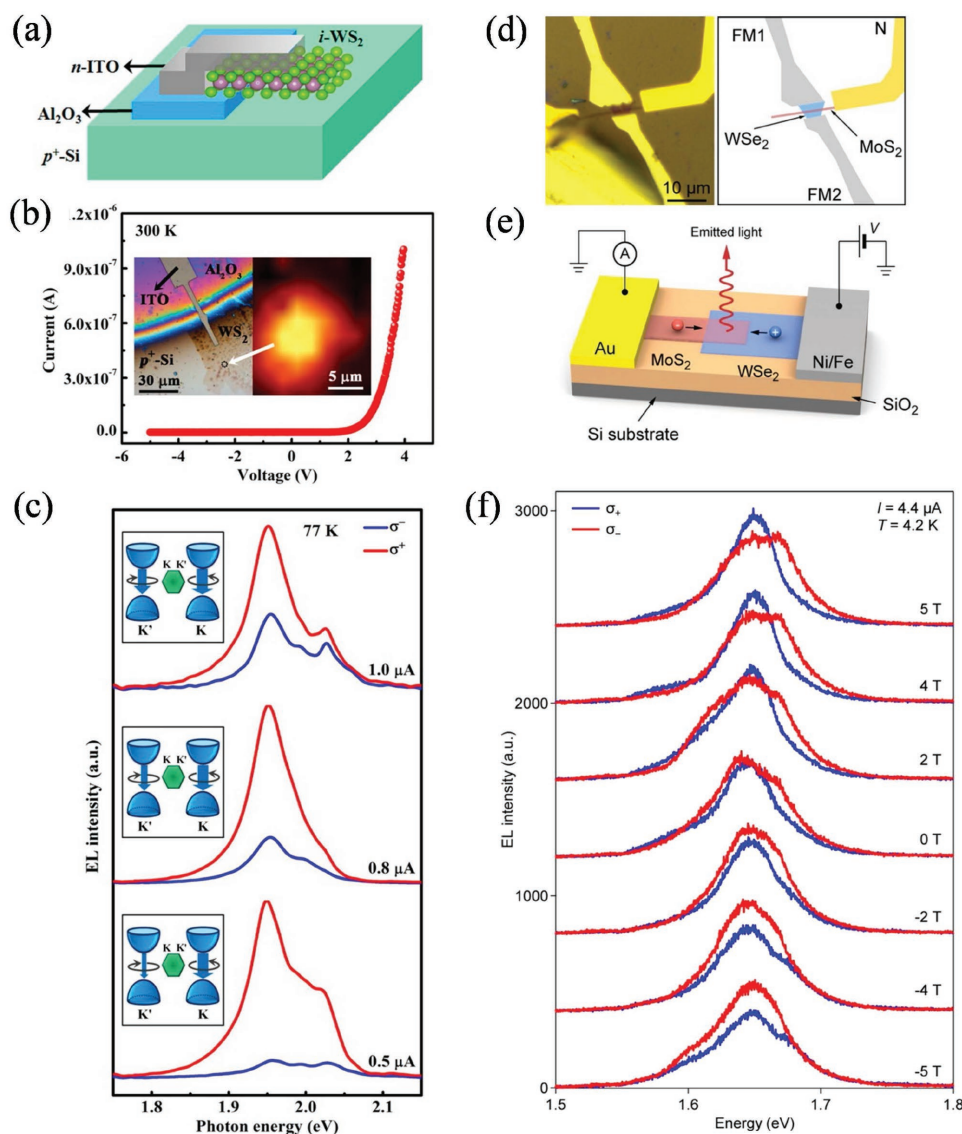 (a)
i-WS₂
n-ITO
Al₂O₃
p⁺-Si
(b)
.2x10⁻⁶
9.0x10⁻⁷
6.0x10⁻⁷
3.0x10⁻⁷
0.0
Current (A)
300 K
Al₂O₃
ITO
WS₂
p⁺-Si
30 μm
5 μm
-6 -4 -2 0 2 4
Voltage (V)
(c)
77 K
σ⁻
σ⁺
K K'
K' K
1.0 μA
K K'
K' K
0.8 μA
K K'
K' K
0.5 μA
EL intensity (a.u.)
1.8 1.9 2.0 2.1
Photon energy (eV)
(d)
10 μm
FM1
N
WSe₂
MoS₂
FM2
(e)
Emitted light
V
A
Au
MoS₂
WSe₂
Ni/Fe
SiO₂
Si substrate
(f)
σ₊
σ₋
I = 4.4 μA
T = 4.2 K
3000
2000
1000
0
EL intensity (a.u.)
5 T
4 T
2 T
0 T
-2 T
-4 T
-5 T
1.5 1.6 1.7 1.8
Energy (eV)